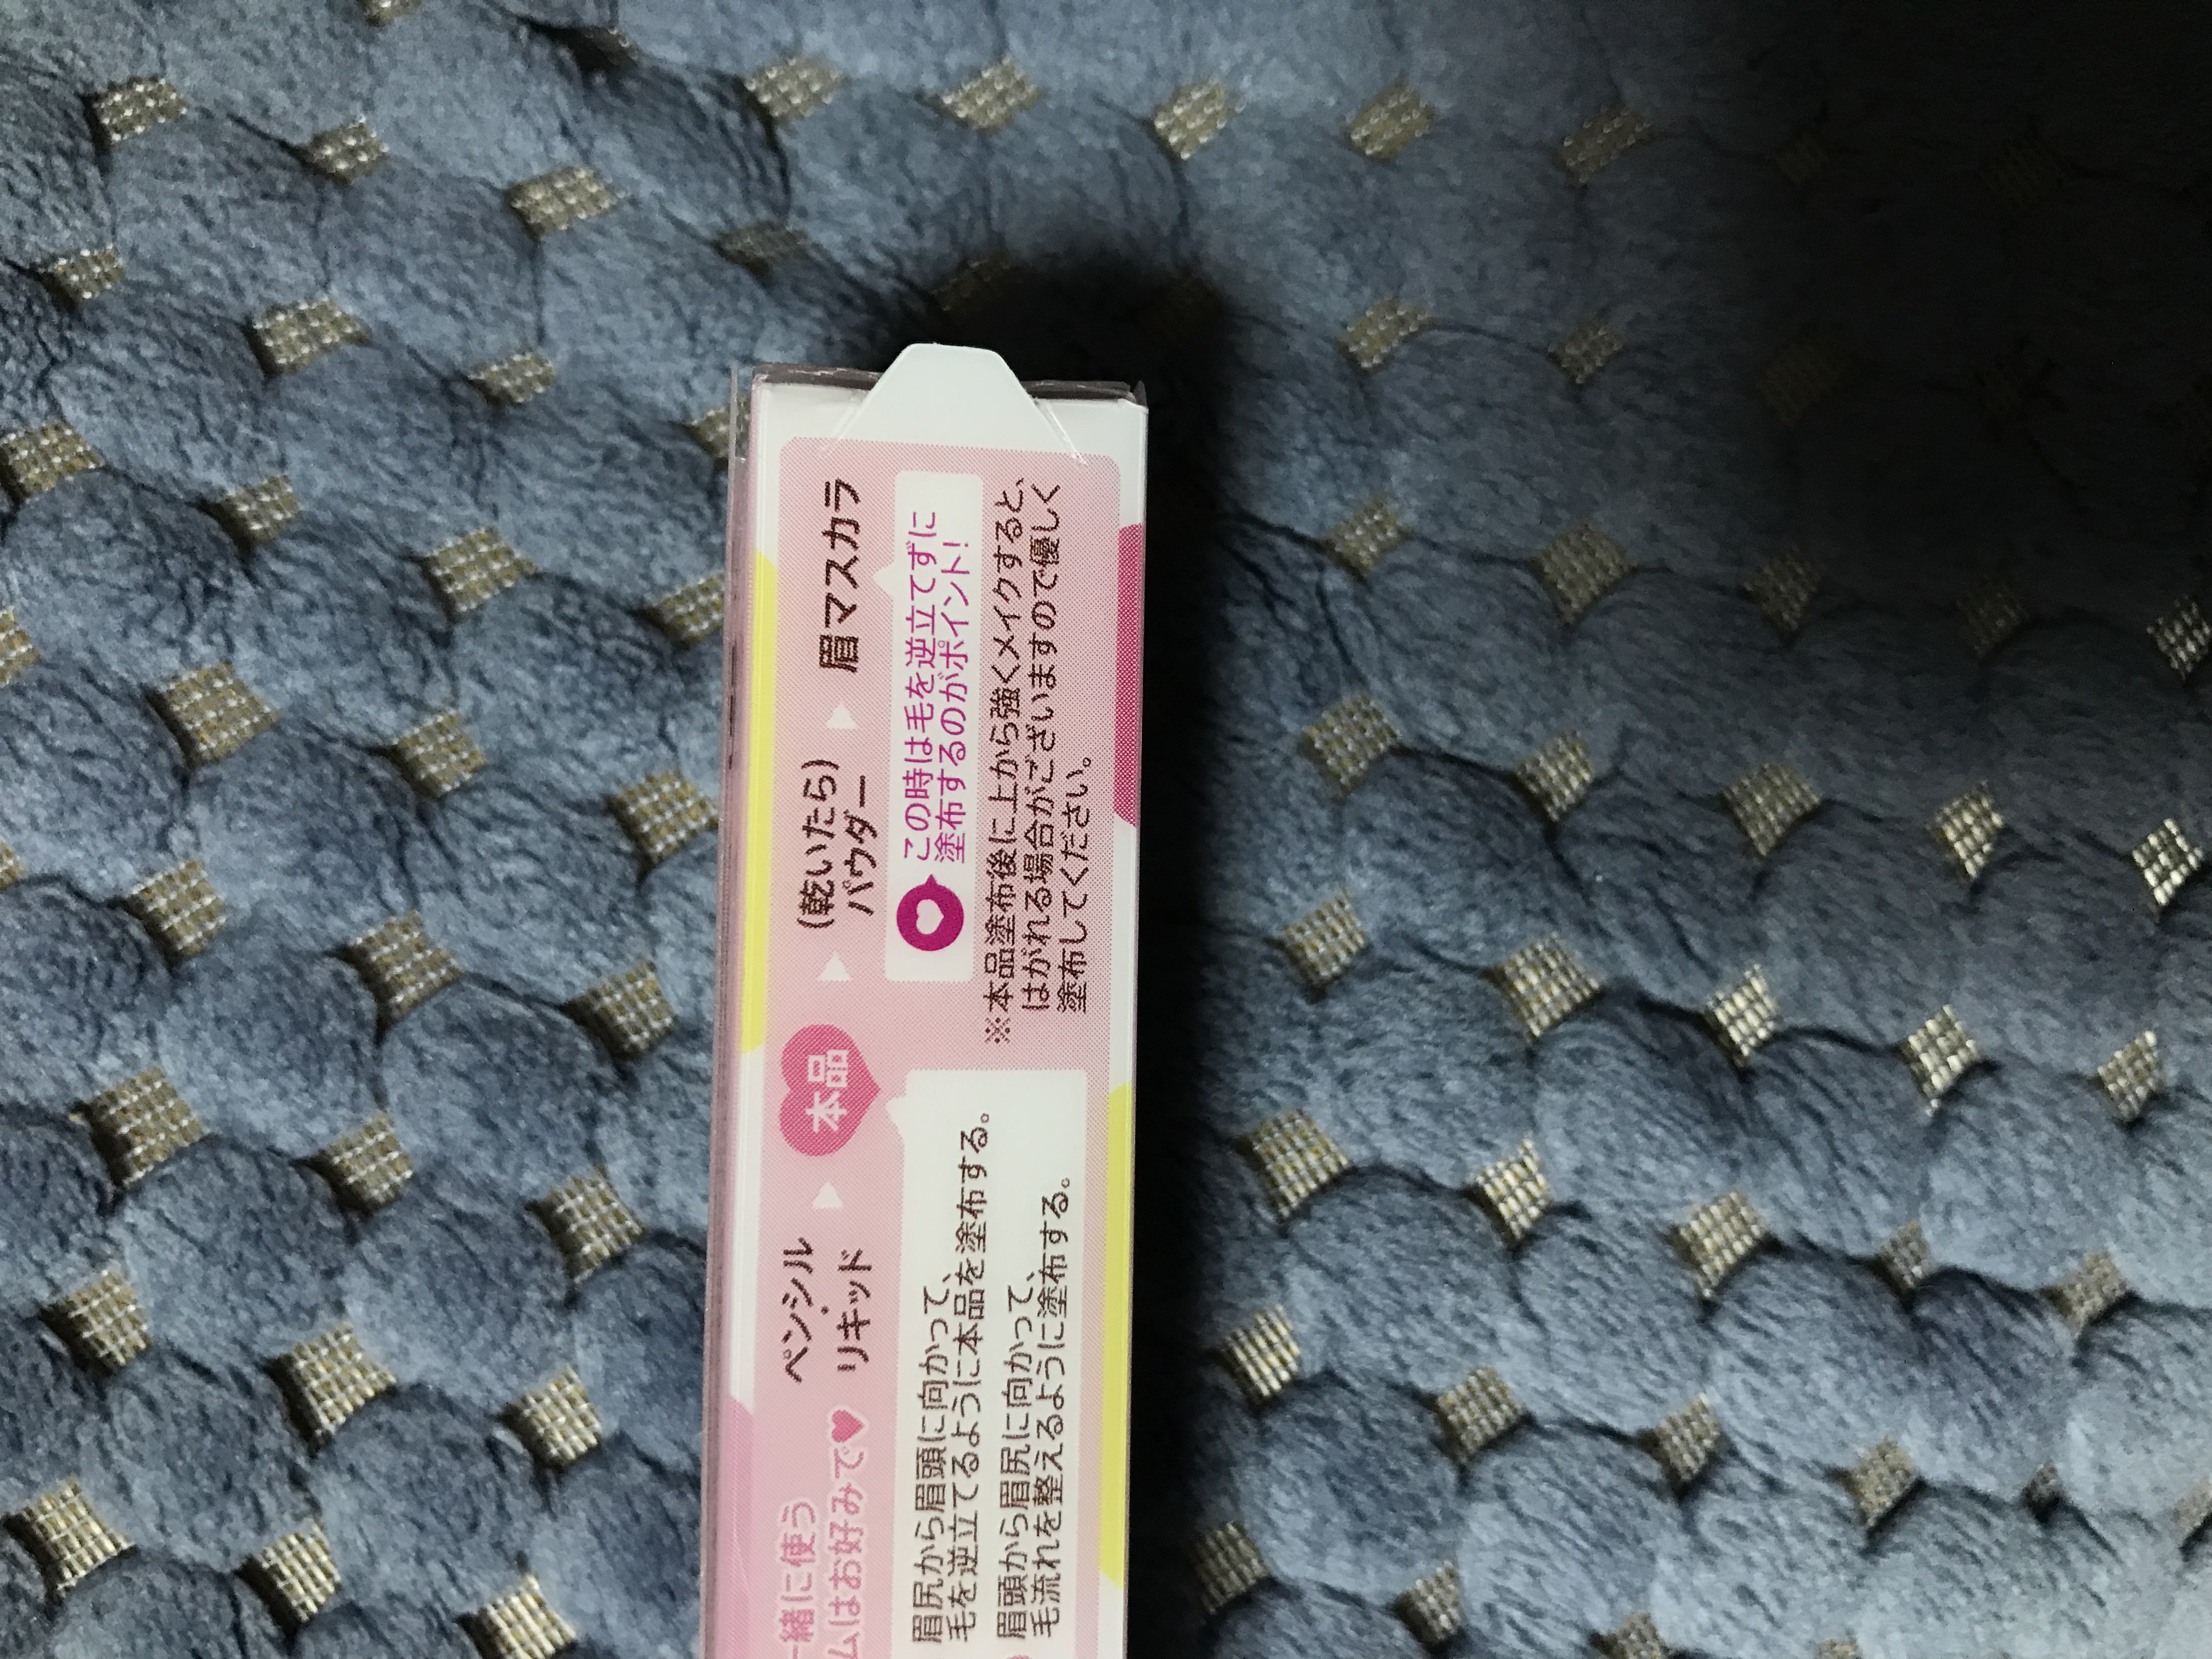 一緒に使う
ムはお好みで♥
ペンシル
・
リキッド
本品
(乾いたら)
パウダー
眉マスカラ
眉尻から眉頭に向かって、
毛を逆立てるように本品を塗布する。
眉頭から眉尻に向かって、
毛流れを整えるように塗布する。
この時は毛を逆立てずに
塗布するのがポイント!
※本品塗布後に上から強くメイクすると、
はがれる場合がございますので優しく
塗布してください。